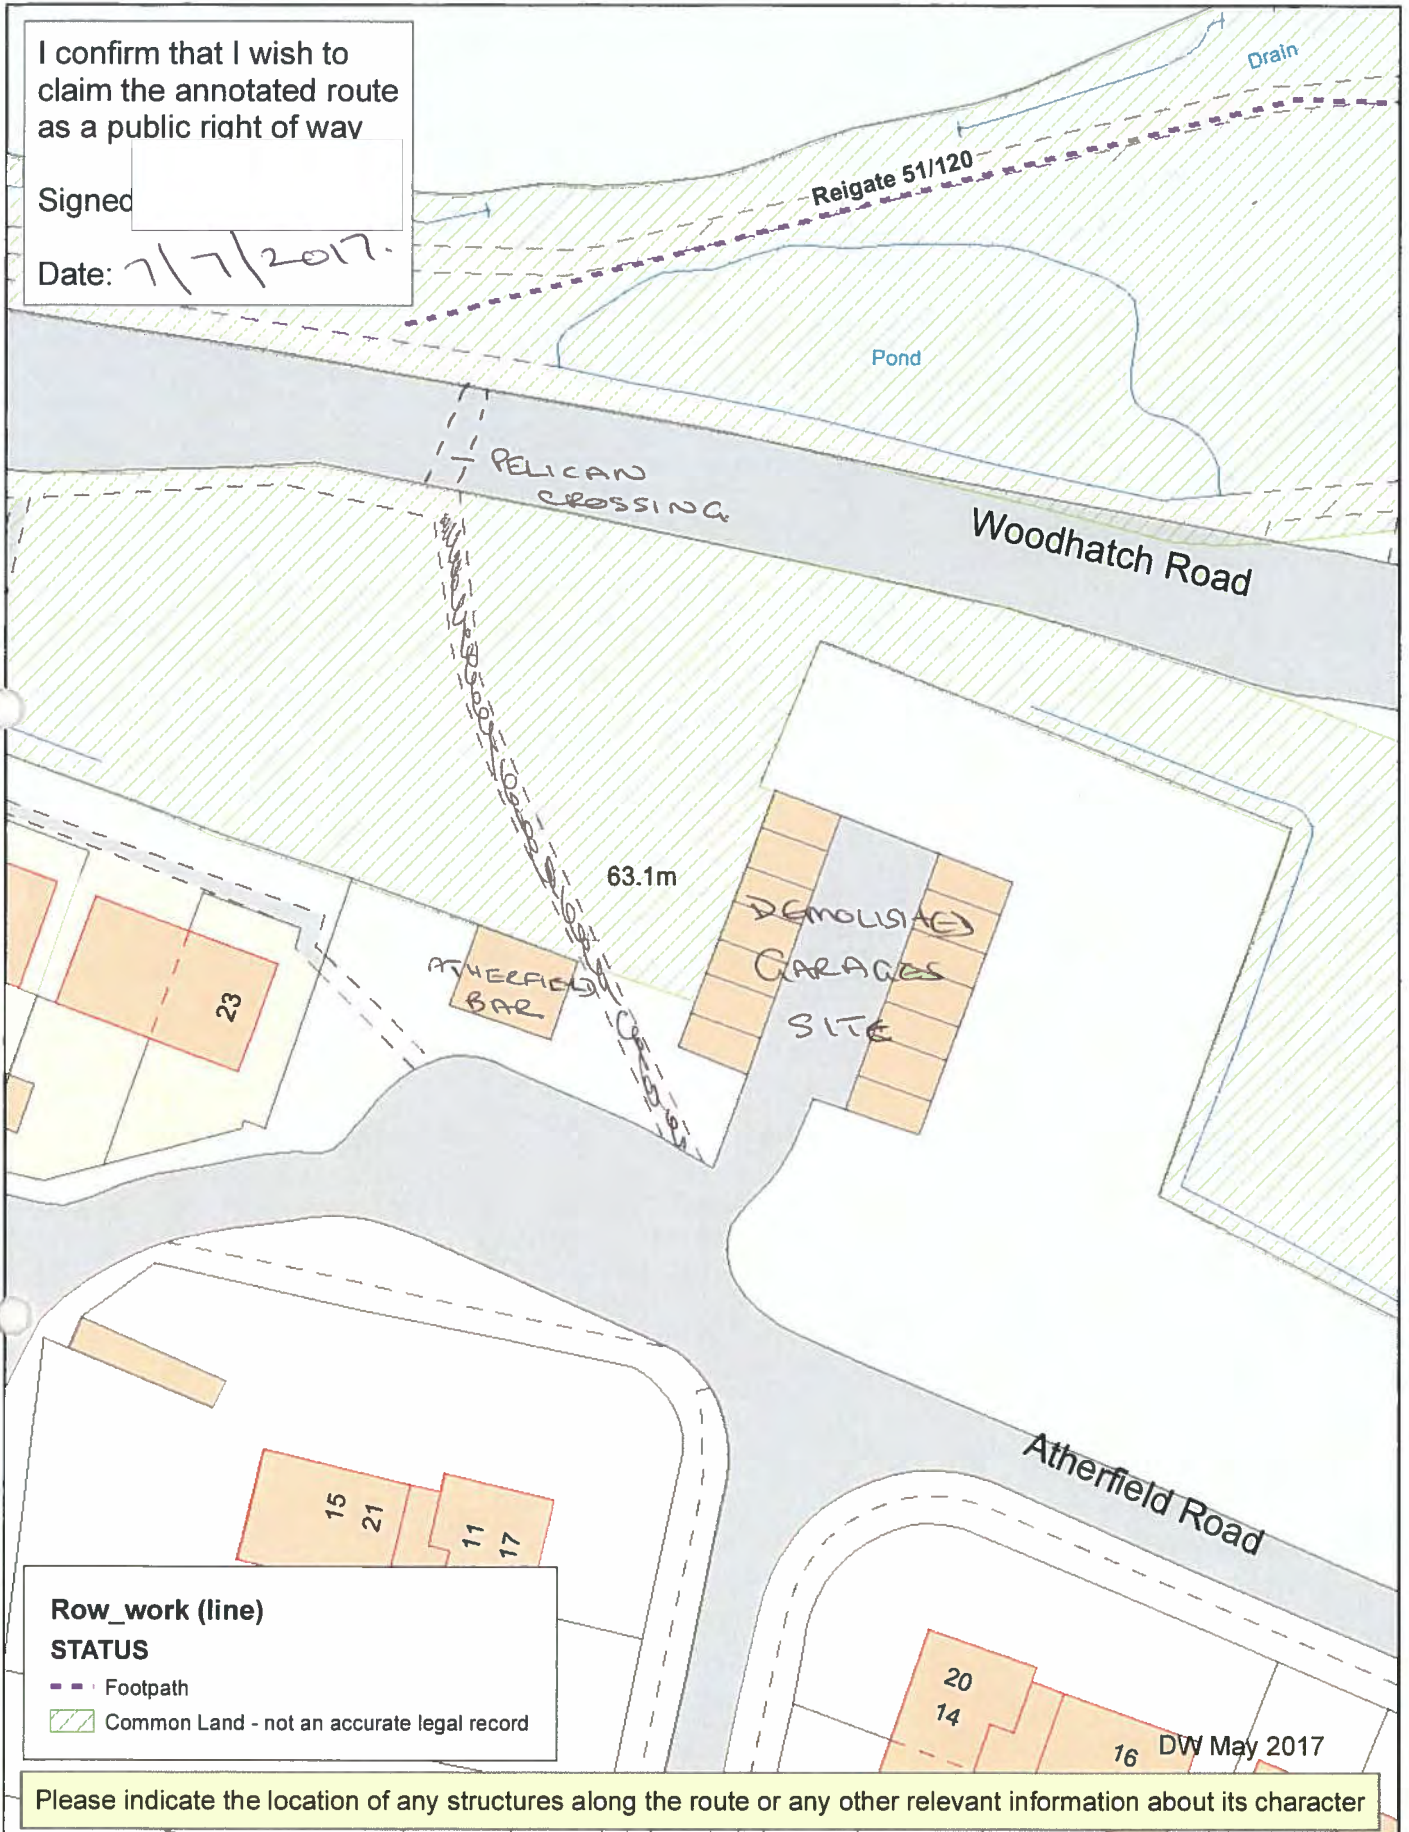 I confirm that I wish to
claim the annotated route
as a public right of way
Signed
Date: 7/7/2017.
Drain
Reigate 51/120
Pond
PELICAN
CROSSING
Woodhatch Road
63.1m
DEMOLISHED
GARAGES
SITE
ATHERFIELD
BAR
23
Atherfield Road
15
21
11
17
20
14
16
DW May 2017
Row_work (line)
STATUS
Footpath
Common Land - not an accurate legal record
Please indicate the location of any structures along the route or any other relevant information about its character